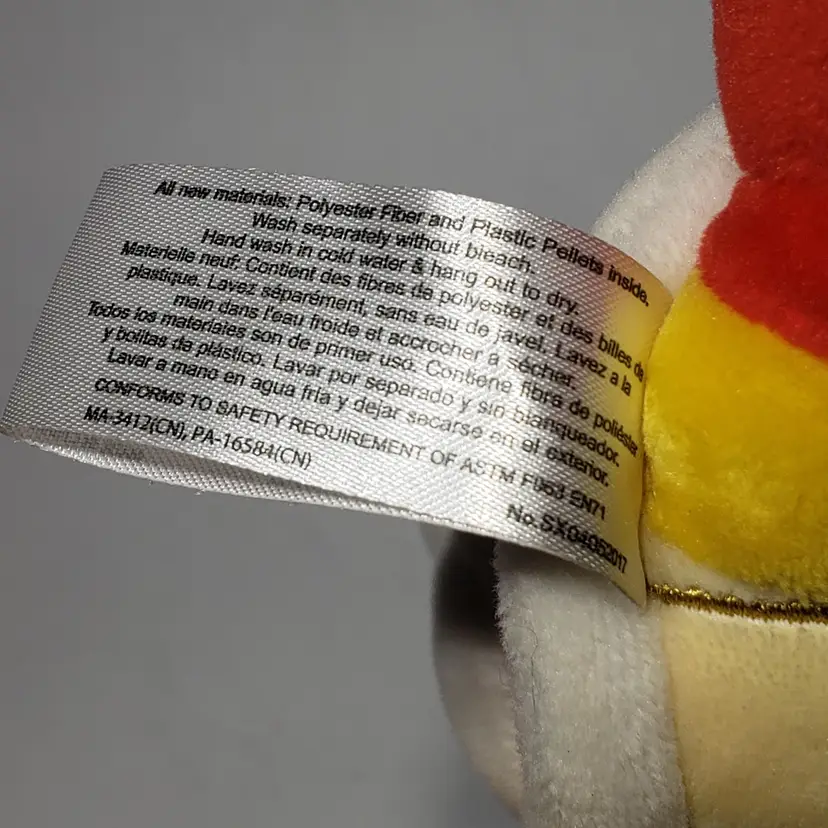 All new materials: Polyester Fiber and Plastic Pellets inside.
Wash separately without bleach.
Hand wash in cold water & hang out to dry.
Materielle neuf: Contient des fibres de polyester et des billes de
plastique. Lavez séparément, sans eau de javel. Lavez a la
main dans l'eau froide et accrocher a sécher.
Todos los materiales son de primer uso. Contiene fibra de poliéster
y bolitas de plástico. Lavar por separado y sin blanqueador.
Lavar a mano en agua fria y dejar secarse en el exterior.
CONFORMS TO SAFETY REQUIREMENT OF ASTM F963 EN71
MA-3412(CN), PA-16584(CN)
No. SX04052017